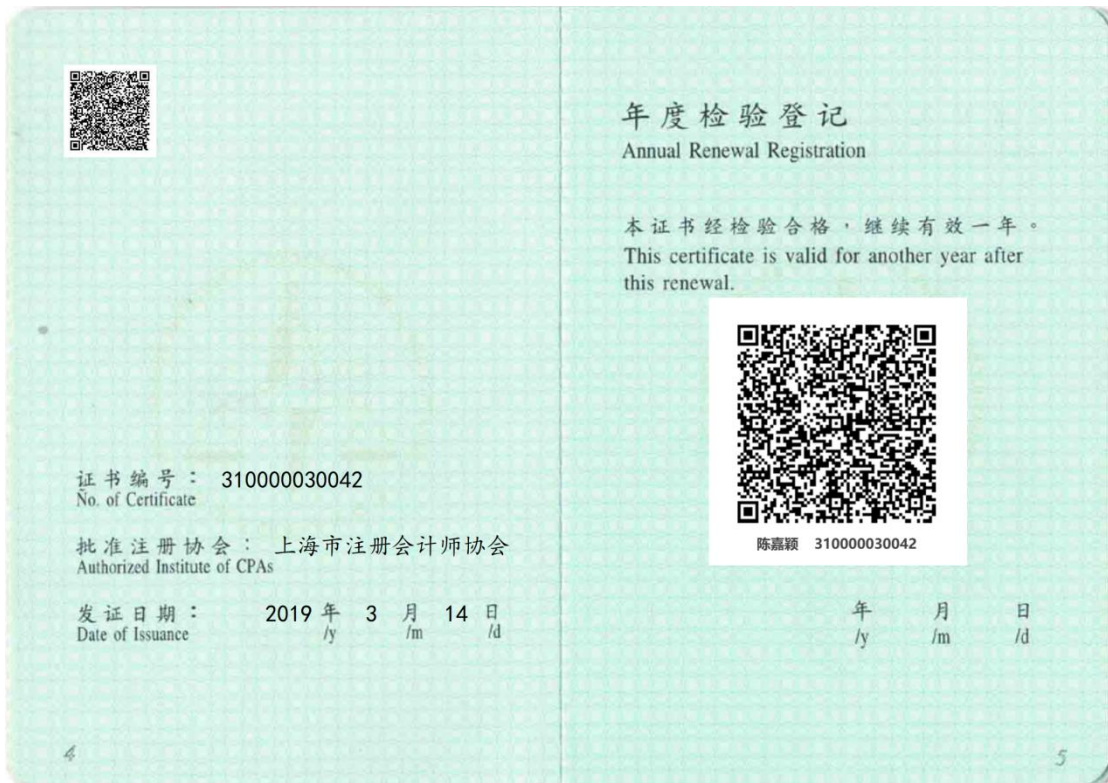 证书编号： 310000030042
No. of Certificate
批准注册协会： 上海市注册会计师协会
Authorized Institute of CPAs
发证日期： 2019 年 3 月 14 日
Date of Issuance /y /m /d
4
年度检验登记
Annual Renewal Registration
本证书经检验合格，继续有效一年。
This certificate is valid for another year after
this renewal.
陈嘉颖 310000030042
年 月 日
/y /m /d
5